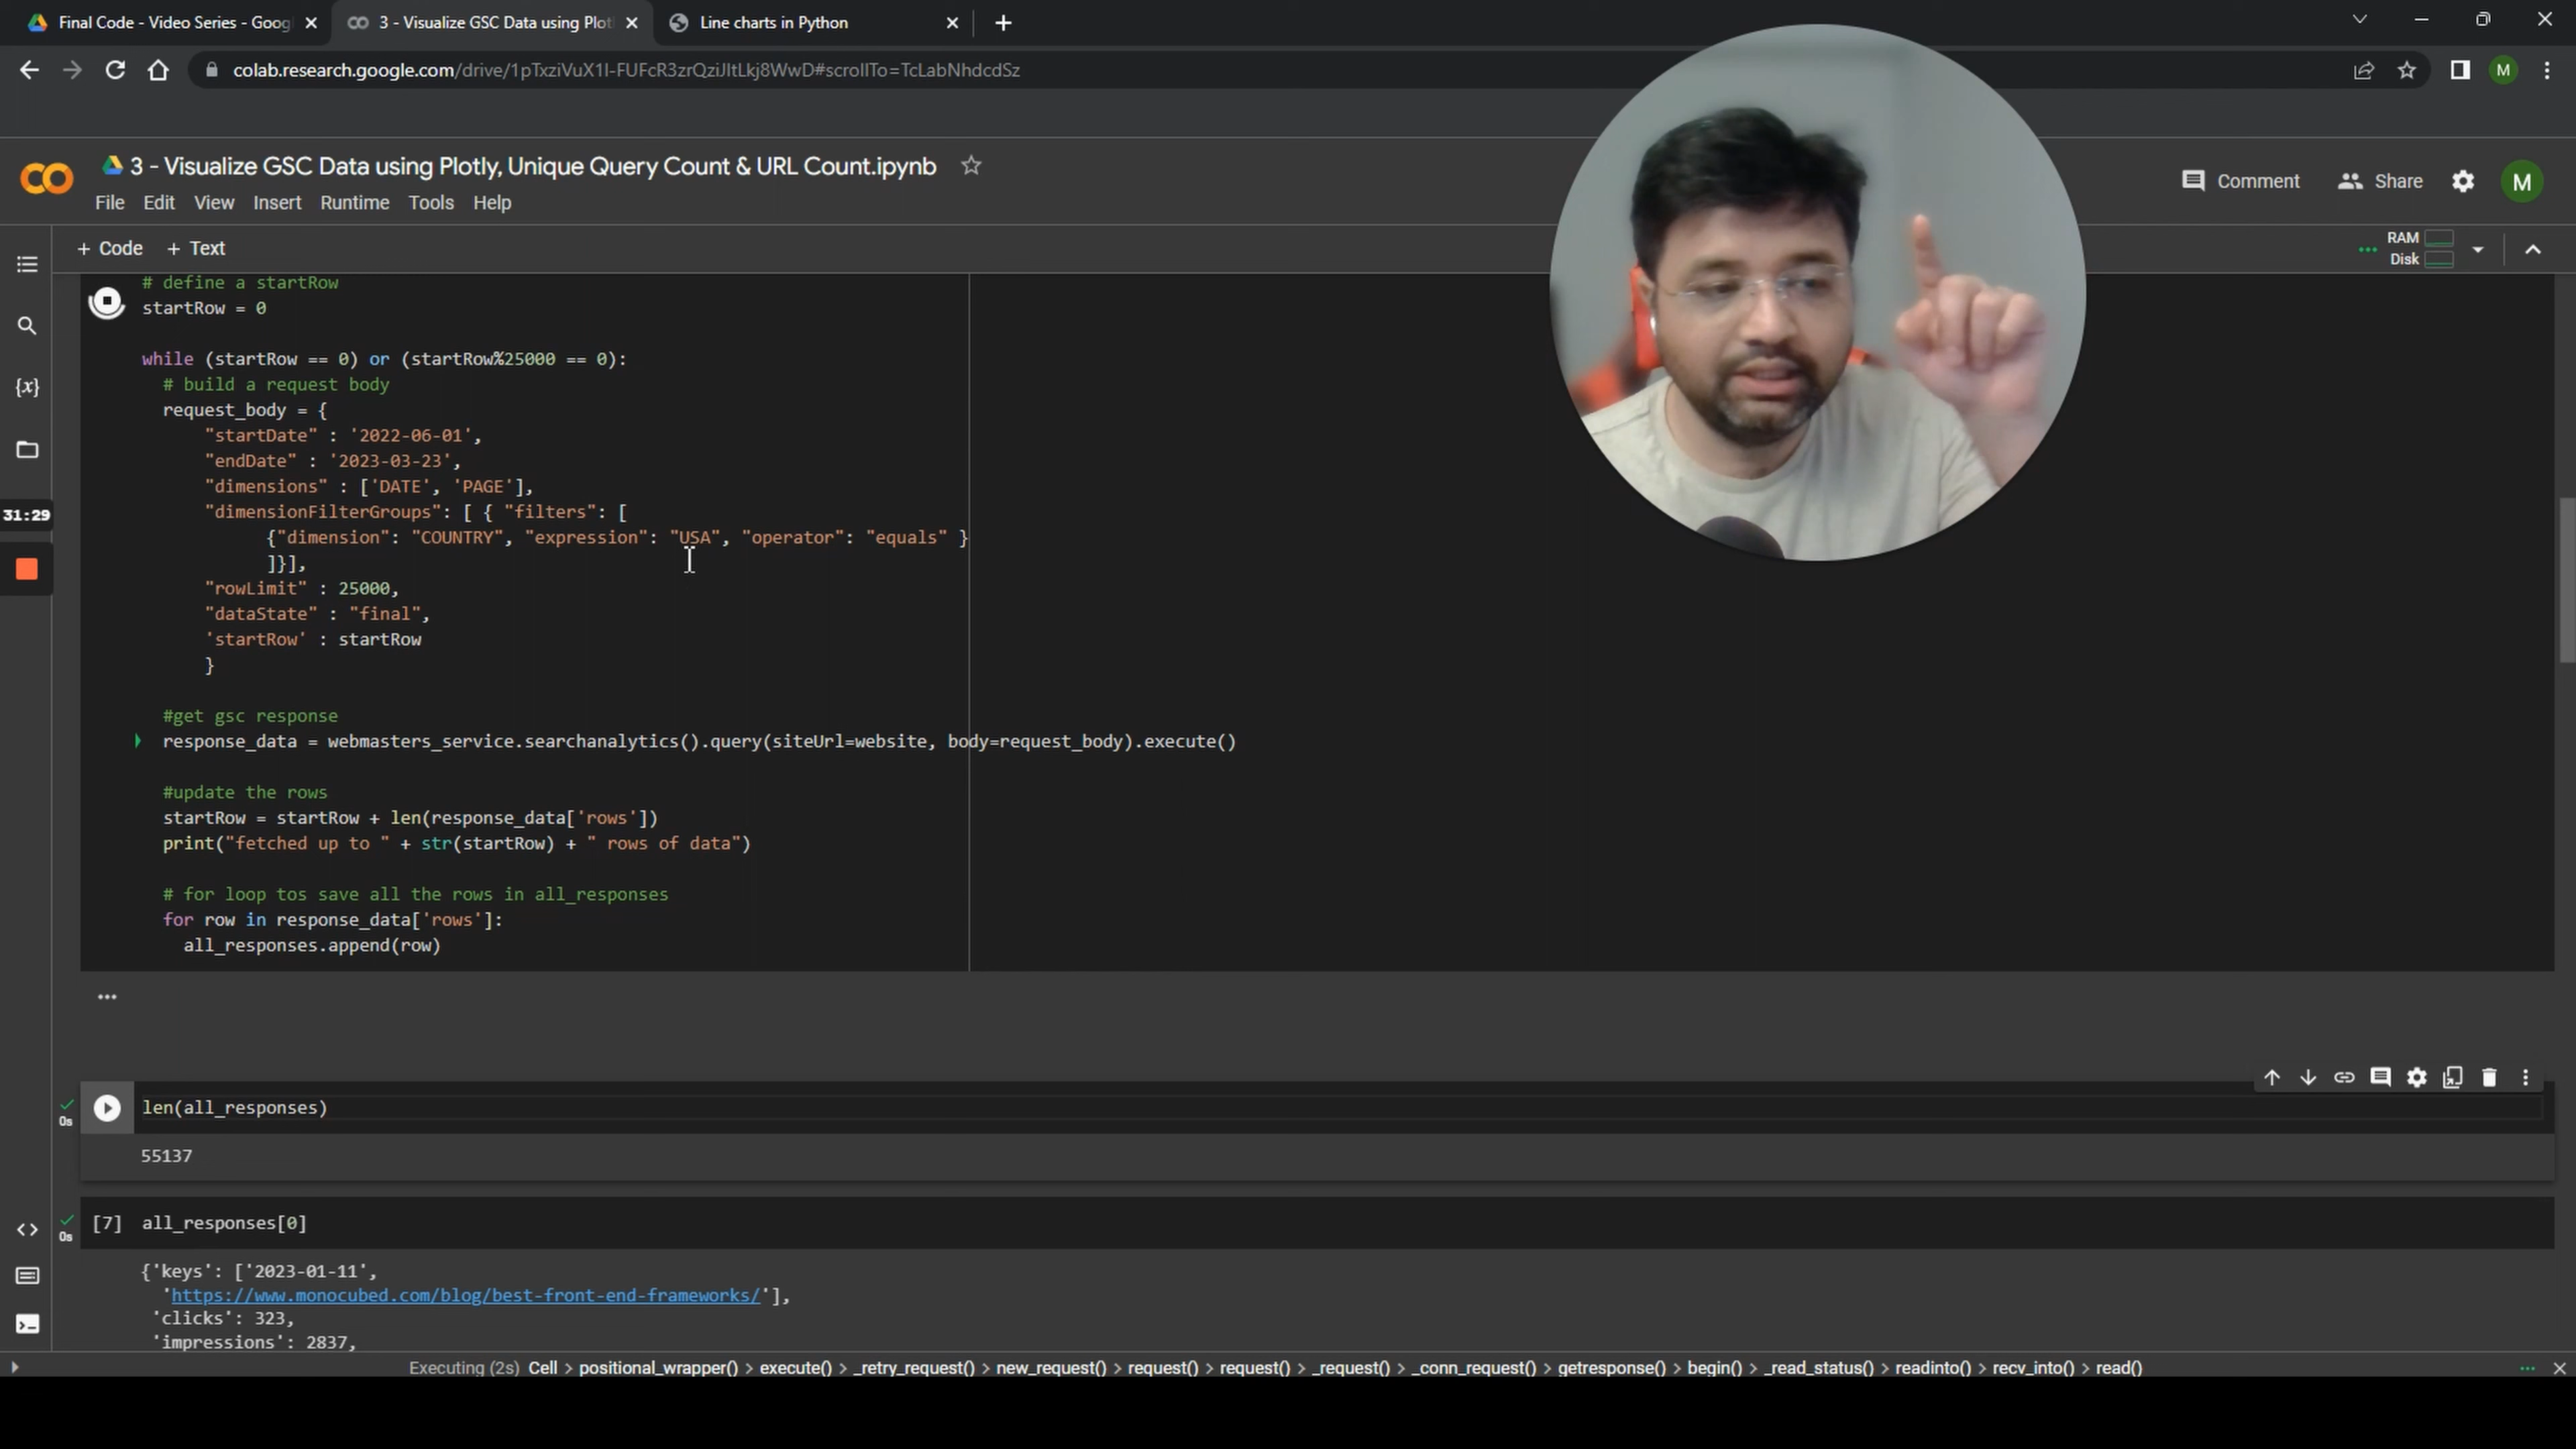 Final Code - Video Series - Goog
3 - Visualize GSC Data using Plot
Line charts in Python
colab.research.google.com/drive/1pTxziVuX1I-FUFcR3zrQziJltLkj8WwD#scrollTo=TcLabNhdcdSz
M
3 - Visualize GSC Data using Plotly, Unique Query Count & URL Count.ipynb
Comment
Share
M
File Edit View Insert Runtime Tools Help
+ Code + Text
RAM
Disk
# define a startRow
startRow = 0
while (startRow == 0) or (startRow%25000 == 0):
# build a request body
request_body = {
"startDate" : '2022-06-01',
"endDate" : '2023-03-23',
"dimensions" : ['DATE', 'PAGE'],
"dimensionFilterGroups": [ { "filters": [
{"dimension": "COUNTRY", "expression": "USA", "operator": "equals" }
]}],
"rowLimit" : 25000,
"dataState" : "final",
'startRow' : startRow
}
31:29
#get gsc response
response_data = webmasters_service.searchanalytics().query(siteUrl=website, body=request_body).execute()
#update the rows
startRow = startRow + len(response_data['rows'])
print("fetched up to " + str(startRow) + " rows of data")
# for loop tos save all the rows in all_responses
for row in response_data['rows']:
all_responses.append(row)
...
0s
len(all_responses)
55137
0s
[7] all_responses[0]
{'keys': ['2023-01-11',
'https://www.monocubed.com/blog/best-front-end-frameworks/'],
'clicks': 323,
'impressions': 2837,
Executing (2s) Cell > positional_wrapper() > execute() > _retry_request() > new_request() > request() > request() > _request() > _conn_request() > getresponse() > begin() > _read_status() > readinto() > recv_into() > read()